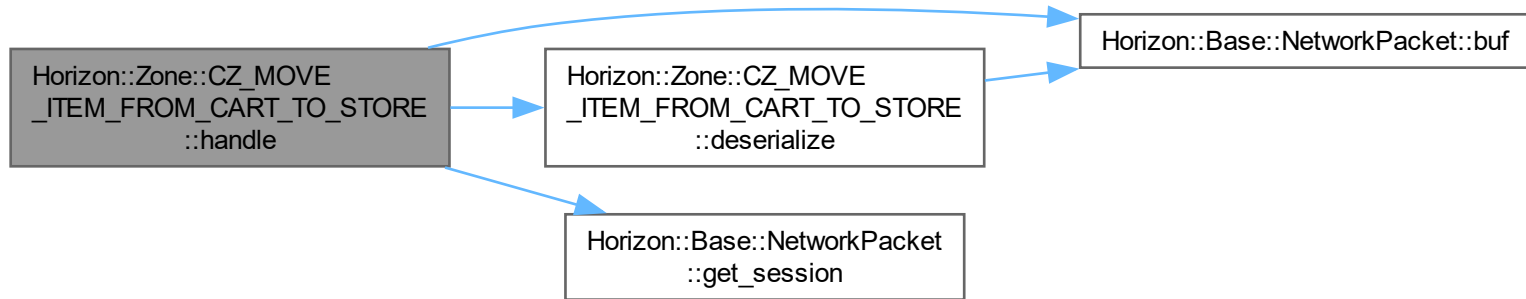 Horizon::Zone::CZ_MOVE
_ITEM_FROM_CART_TO_STORE
::handle
Horizon::Zone::CZ_MOVE
_ITEM_FROM_CART_TO_STORE
::deserialize
Horizon::Base::NetworkPacket::buf
Horizon::Base::NetworkPacket
::get_session